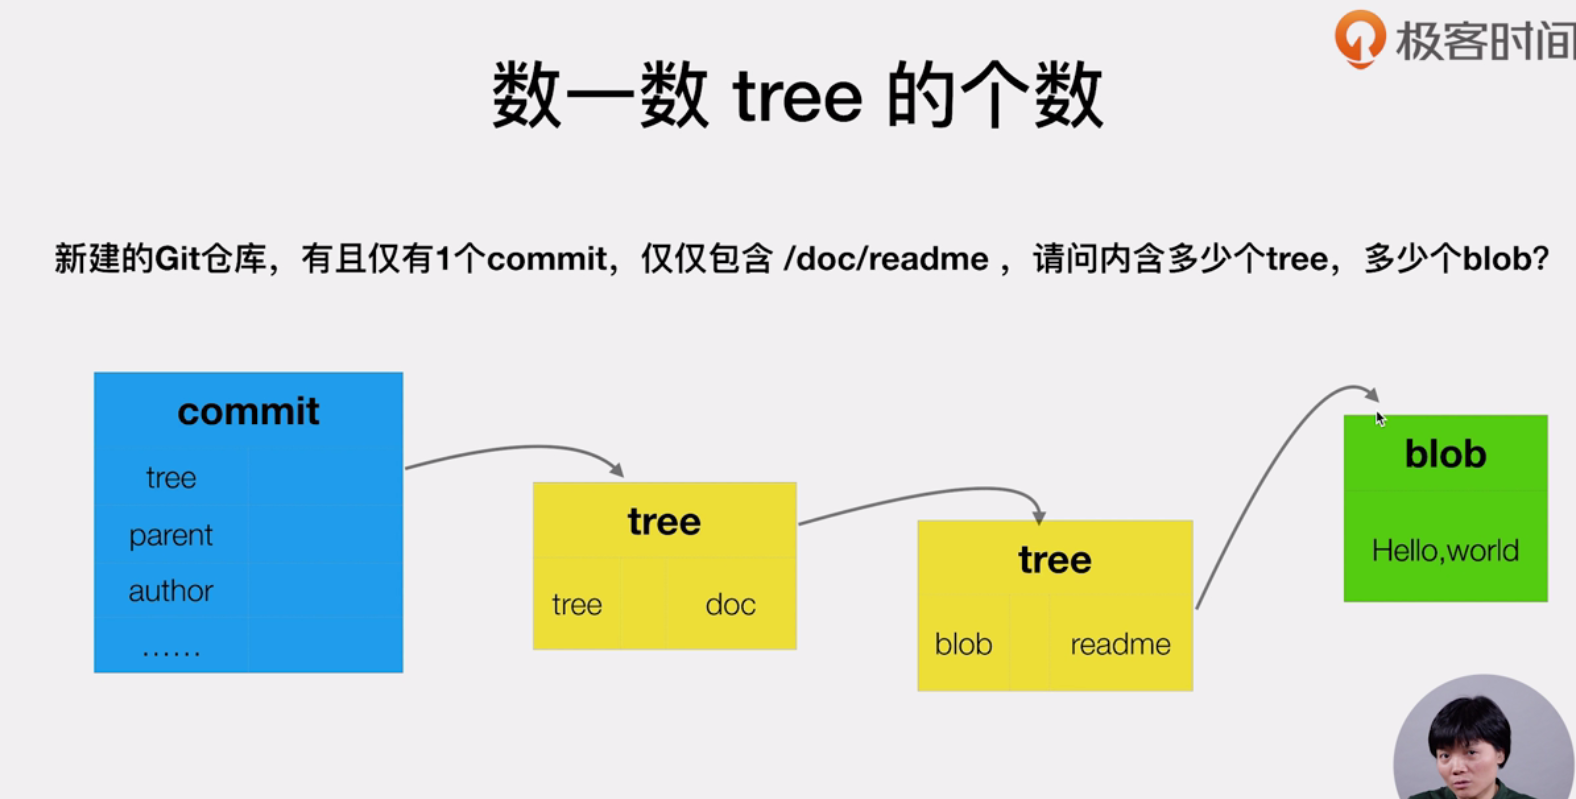 极客时间
数一数 tree 的个数
新建的Git仓库，有且仅有1个commit，仅仅包含 /doc/readme ，请问内含多少个tree，多少个blob？
commit
tree
parent
author
……
tree
tree doc
tree
blob readme
blob
Hello,world